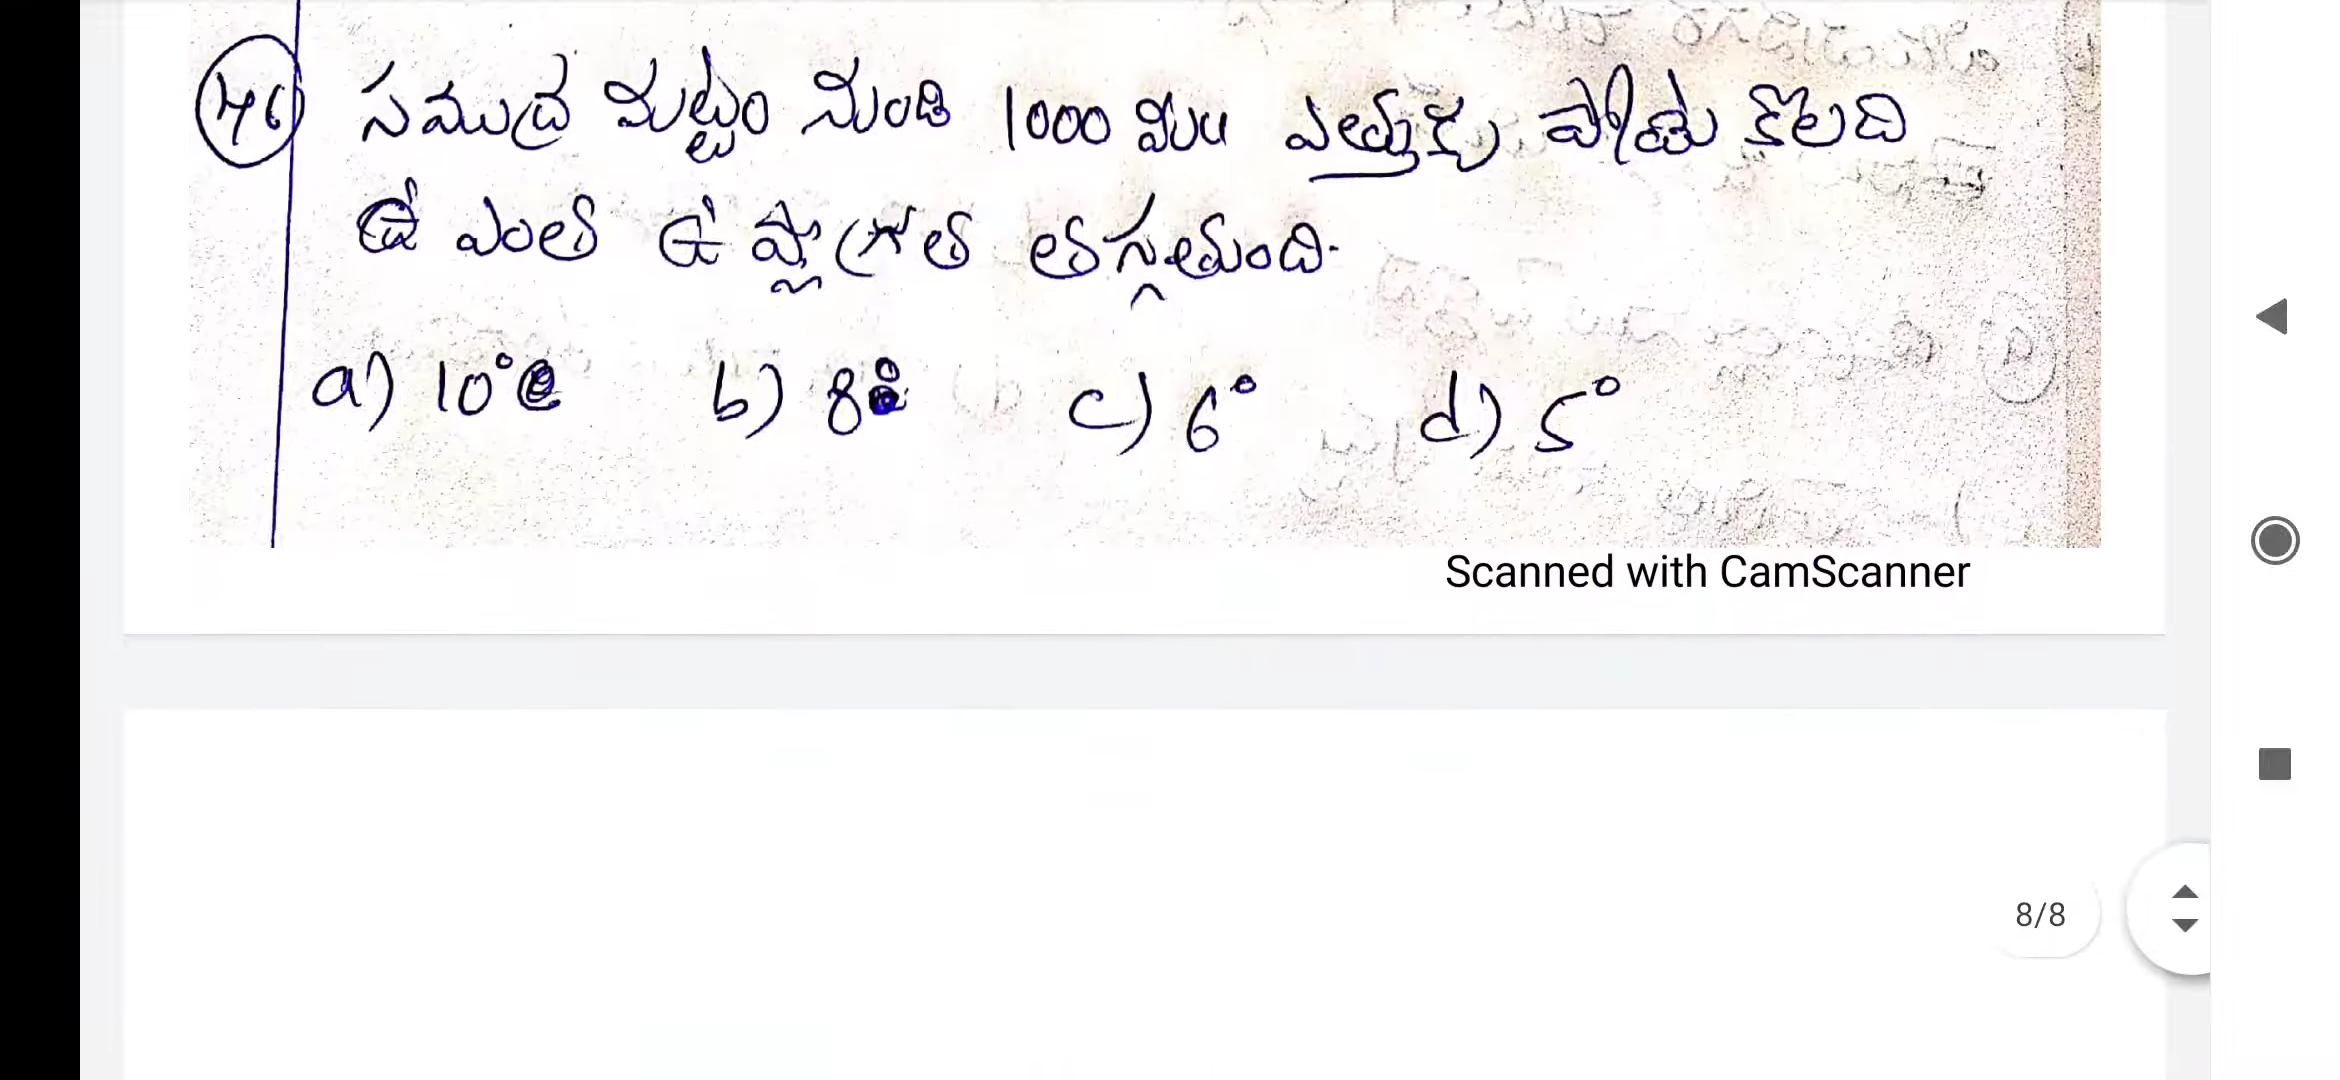 46 సముద్ర మట్టం నుండి 1000 మీ॥ ఎత్తుకు పోతు కొలది
ఎంత ఉష్ణోగ్రత తగ్గుతుంది.
a) 10° b) 8° c) 6° d) 5°
Scanned with CamScanner
8/8